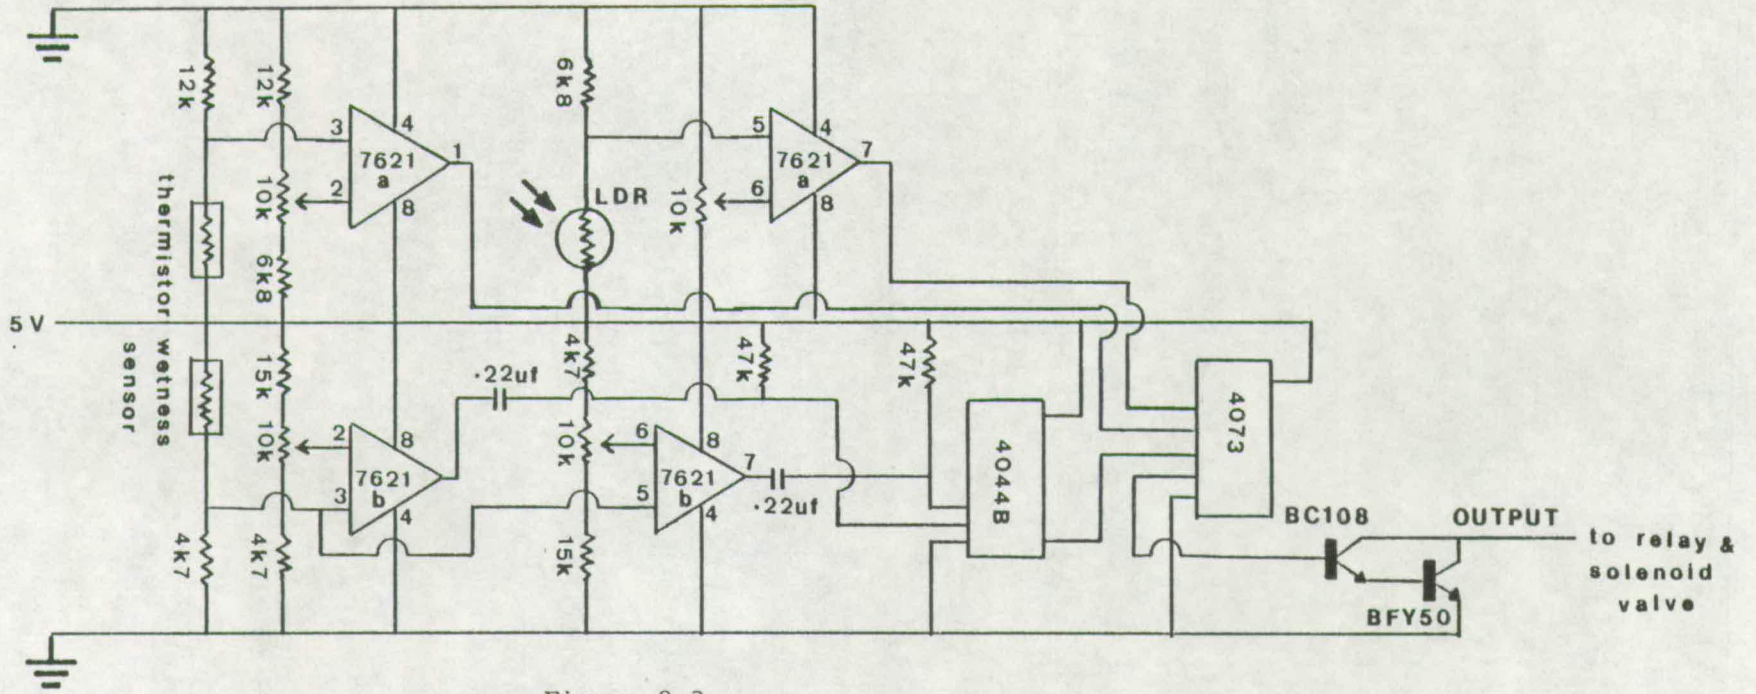 12k
12k
6k8
3
4
7621
a
1
2
8
5
4
7621
a
7
6
8
thermistor wetness
sensor
10k
LDR
10k
6k8
5V
15k
4k7
47k
47k
.22uf
10k
2
8
7621
b
3
4
10k
6
8
7621
b
7
5
4
.22uf
4044B
4073
4k7
4k7
15k
BC108
OUTPUT
to relay &
solenoid
valve
BFY50